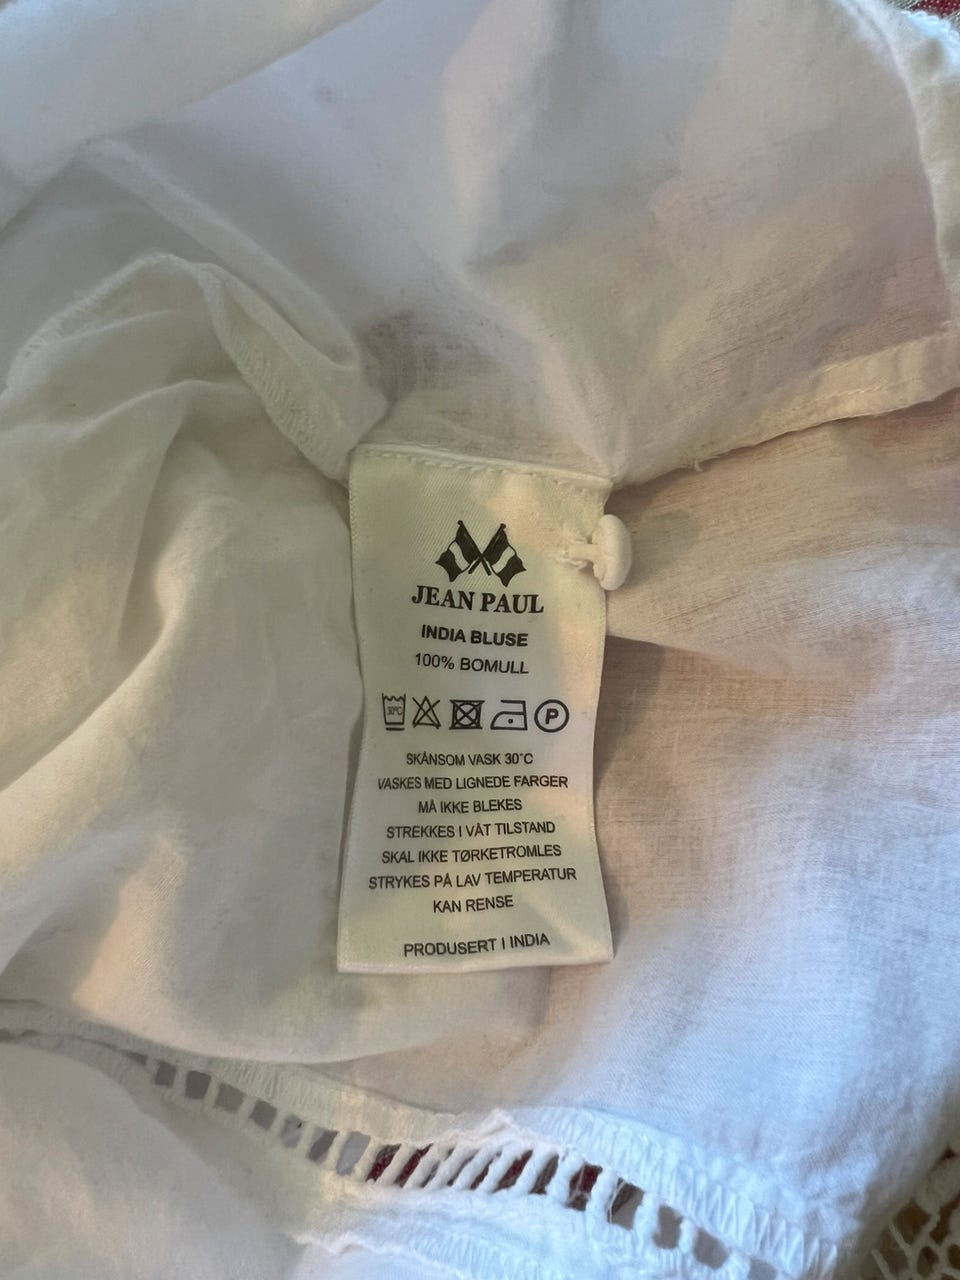 JEAN PAUL
INDIA BLUSE
100% BOMULL
30°C P
SKÅNSOM VASK 30°C
VASKES MED LIGNEDE FARGER
MÅ IKKE BLEKES
STREKKES I VÅT TILSTAND
SKAL IKKE TØRKETROMLES
STRYKES PÅ LAV TEMPERATUR
KAN RENSE
PRODUSERT I INDIA